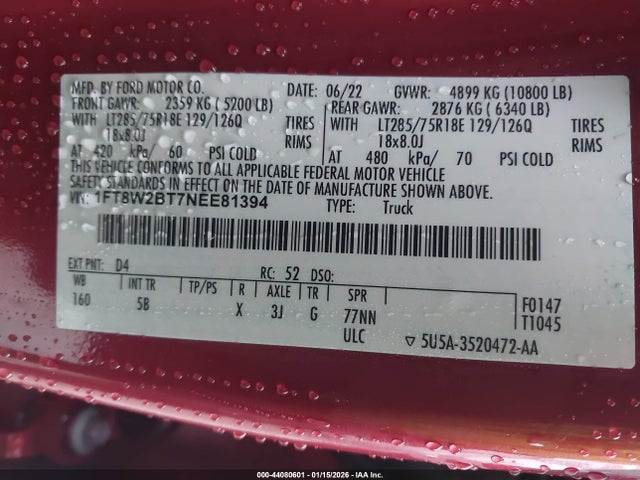 MFD. BY FORD MOTOR CO. DATE: 06/22 GVWR: 4899 KG (10800 LB)
FRONT GAWR: 2359 KG ( 5200 LB) REAR GAWR: 2876 KG ( 6340 LB)
WITH LT285/75R18E 129/126Q TIRES WITH LT285/75R18E 129/126Q TIRES
18x8.0J RIMS 18x8.0J RIMS
AT 420 kPa/ 60 PSI COLD AT 480 kPa/ 70 PSI COLD
THIS VEHICLE CONFORMS TO ALL APPLICABLE FEDERAL MOTOR VEHICLE
SAFETY STANDARDS IN EFFECT ON THE DATE OF MANUFACTURE SHOWN ABOVE.
VIN: 1FT8W2BT7NEE81394 TYPE: Truck
EXT PNT: D4 RC: 52 DSO:
WB INT TR TP/PS R AXLE TR SPR F0147
160 5B X 3J G 77NN T1045
ULC ▽ 5U5A-3520472-AA
000-44080601 - 01/15/2026 - IAA Inc.